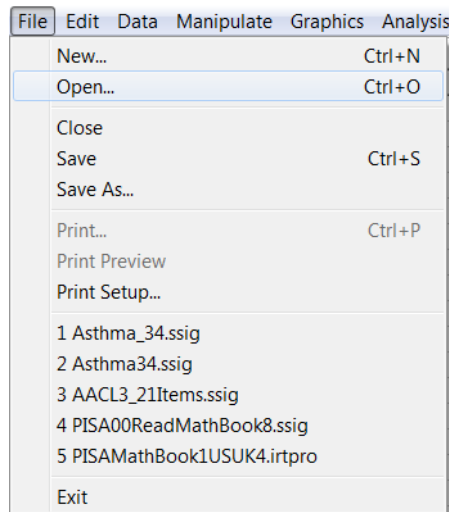 File Edit Data Manipulate Graphics Analysis
New... Ctrl+N
Open... Ctrl+O
Close
Save Ctrl+S
Save As...
Print... Ctrl+P
Print Preview
Print Setup...
1 Asthma_34.ssig
2 Asthma34.ssig
3 AACL3_21Items.ssig
4 PISA00ReadMathBook8.ssig
5 PISAMathBook1USUK4.irtpro
Exit